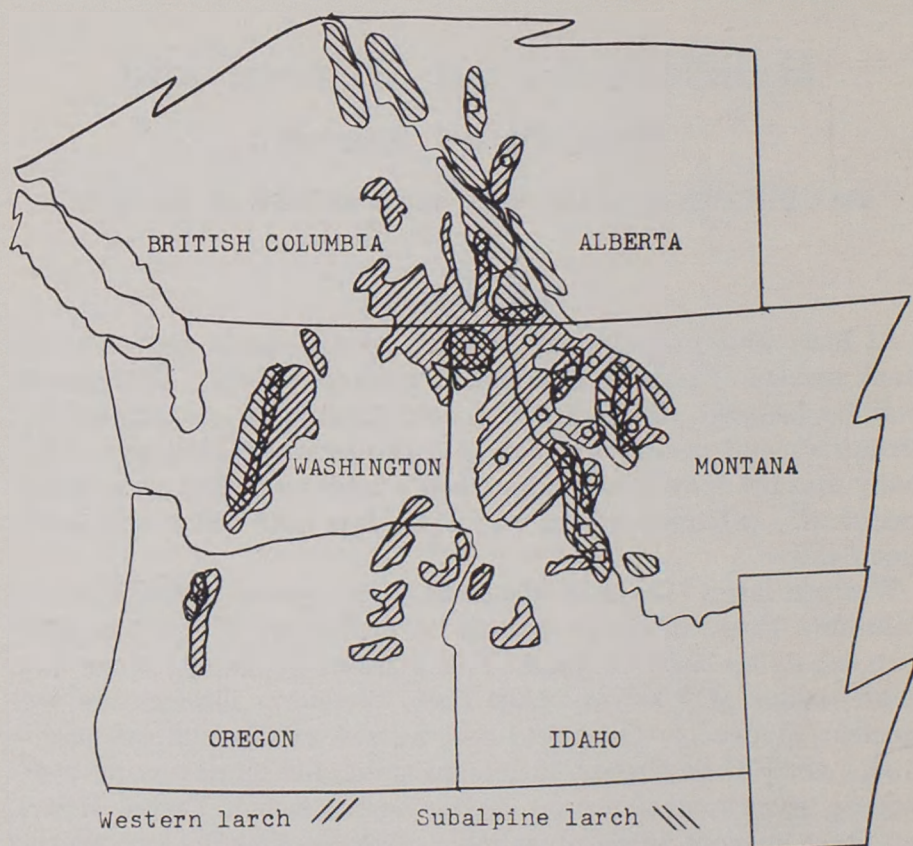 BRITISH COLUMBIA
ALBERTA
WASHINGTON
MONTANA
OREGON
IDAHO
Western larch
Subalpine larch